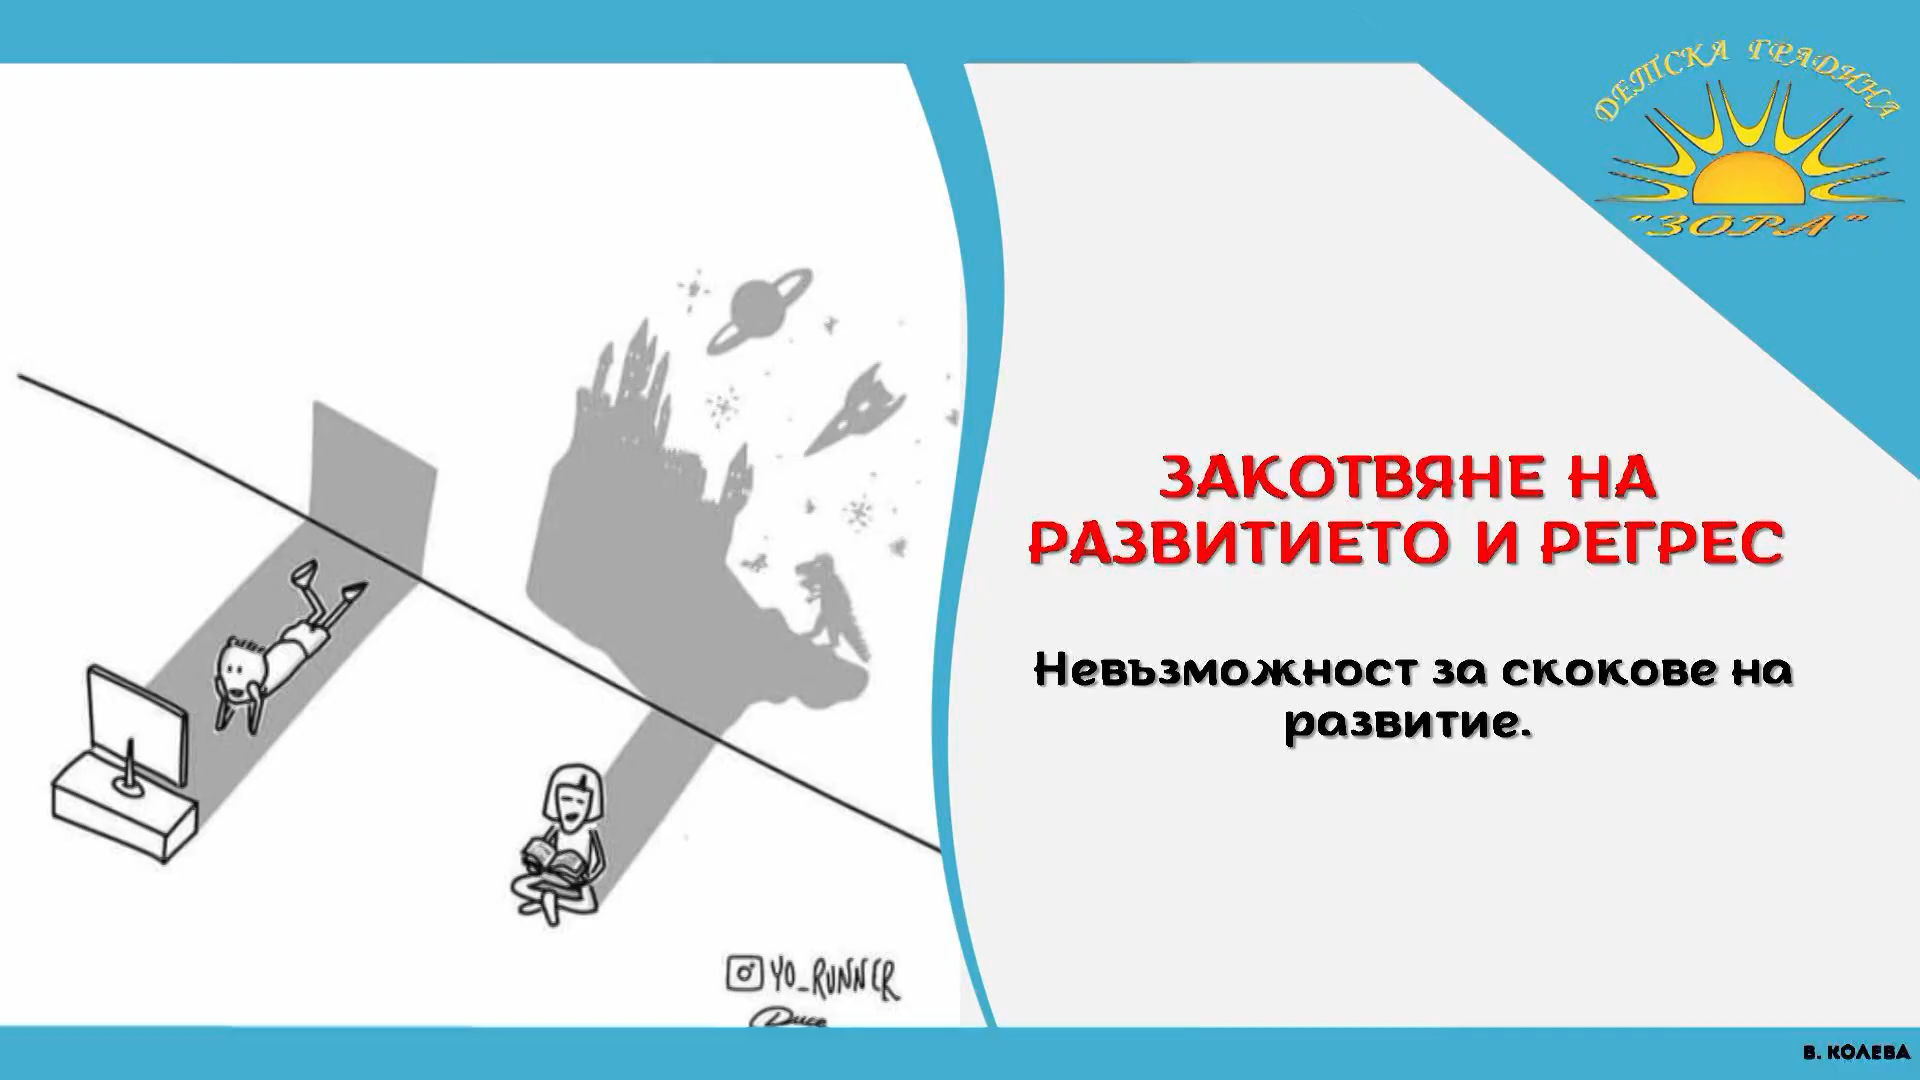 ДЕТСКА ГРАДИНА
"ЗОРА"
ЗАКОТВЯНЕ НА
РАЗВИТИЕТО И РЕГРЕС
Невъзможност за скокове на
развитие.
YO_RUNNER
В. КОЛЕВА